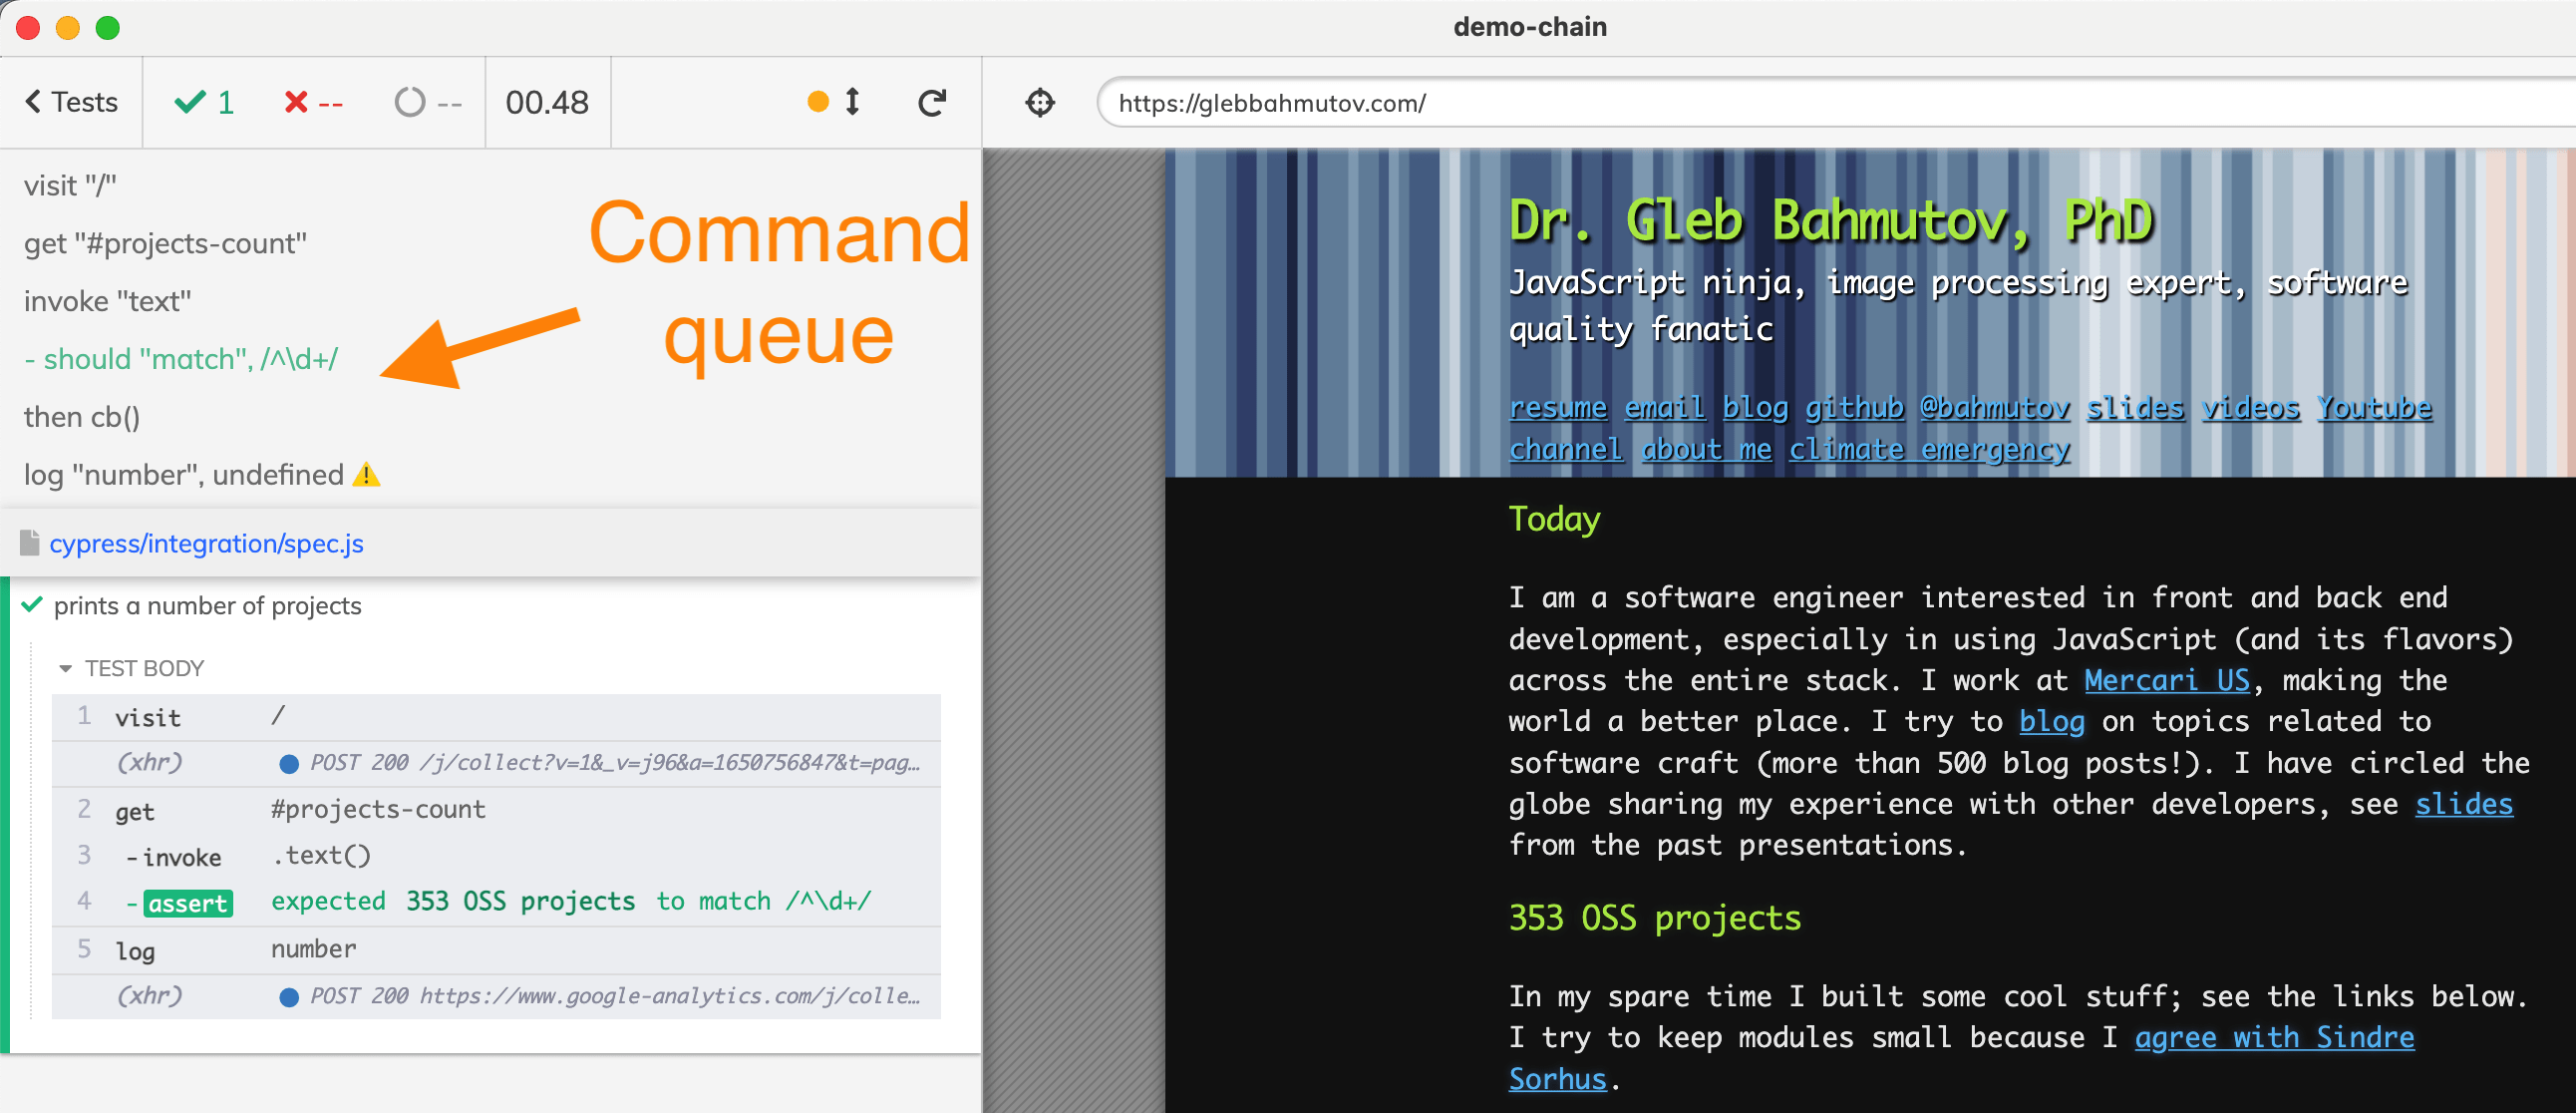 demo-chain
Tests
1
--
--
00.48
https://glebbahmutov.com/
visit "/"
get "#projects-count"
invoke "text"
- should "match", /^\d+/
then cb()
log "number", undefined
Command
queue
cypress/integration/spec.js
prints a number of projects
TEST BODY
1 visit /
(xhr) POST 200 /j/collect?v=1&_v=j96&a=1650756847&t=pag…
2 get #projects-count
3 -invoke .text()
4 -assert expected 353 OSS projects to match /^\d+/
5 log number
(xhr) POST 200 https://www.google-analytics.com/j/colle…
Dr. Gleb Bahmutov, PhD
JavaScript ninja, image processing expert, software
quality fanatic
resume email blog github @bahmutov slides videos Youtube
channel about me climate emergency
Today
I am a software engineer interested in front and back end
development, especially in using JavaScript (and its flavors)
across the entire stack. I work at Mercari US, making the
world a better place. I try to blog on topics related to
software craft (more than 500 blog posts!). I have circled the
globe sharing my experience with other developers, see slides
from the past presentations.
353 OSS projects
In my spare time I built some cool stuff; see the links below.
I try to keep modules small because I agree with Sindre
Sorhus.